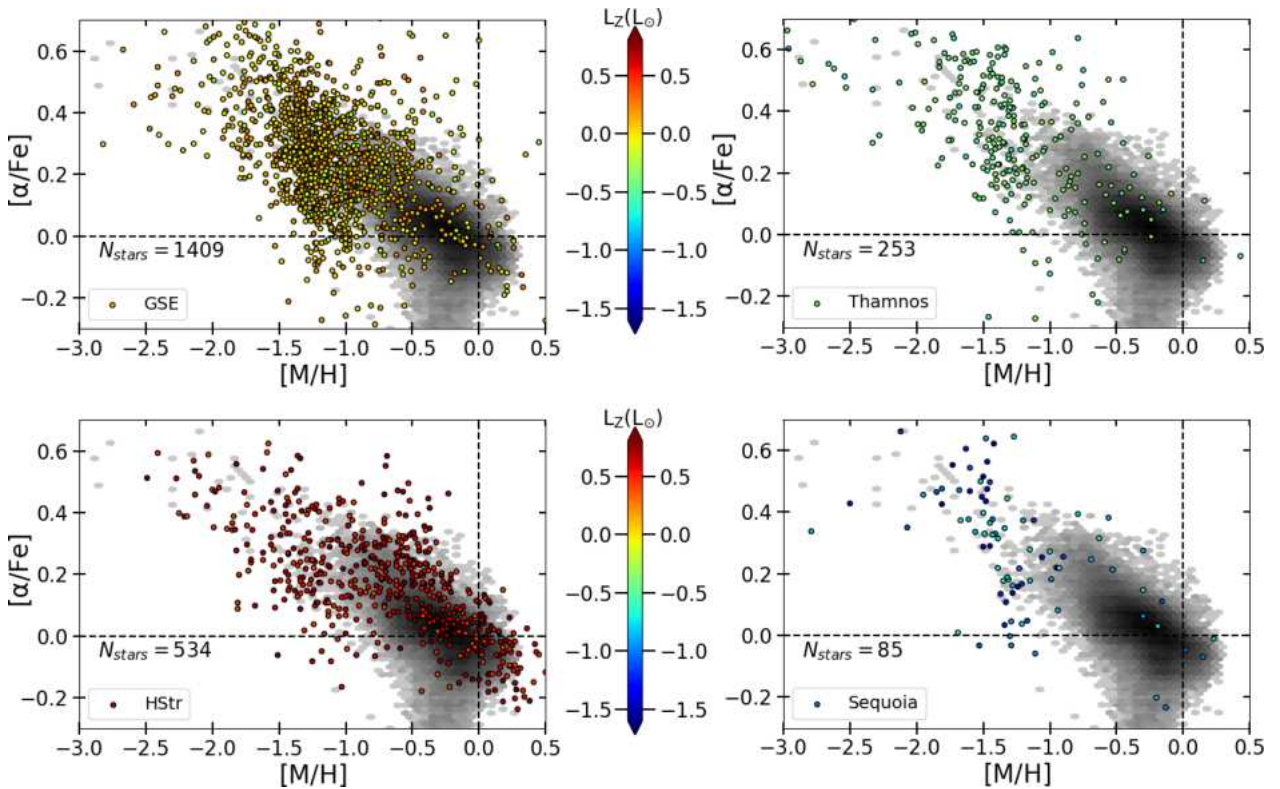 L_Z(L_⊙)
0.6
0.4
0.2
0.0
−0.2
[α/Fe]
N_stars = 1409
GSE
−3.0 −2.5 −2.0 −1.5 −1.0 −0.5 0.0 0.5
[M/H]
0.5 0.5
0.0 0.0
−0.5 −0.5
−1.0 −1.0
−1.5 −1.5
0.6
0.4
0.2
0.0
−0.2
[α/Fe]
N_stars = 253
Thamnos
−3.0 −2.5 −2.0 −1.5 −1.0 −0.5 0.0 0.5
[M/H]
L_Z(L_⊙)
0.6
0.4
0.2
0.0
−0.2
[α/Fe]
N_stars = 534
HStr
−3.0 −2.5 −2.0 −1.5 −1.0 −0.5 0.0 0.5
[M/H]
0.5 0.5
0.0 0.0
−0.5 −0.5
−1.0 −1.0
−1.5 −1.5
0.6
0.4
0.2
0.0
−0.2
[α/Fe]
N_stars = 85
Sequoia
−3.0 −2.5 −2.0 −1.5 −1.0 −0.5 0.0 0.5
[M/H]